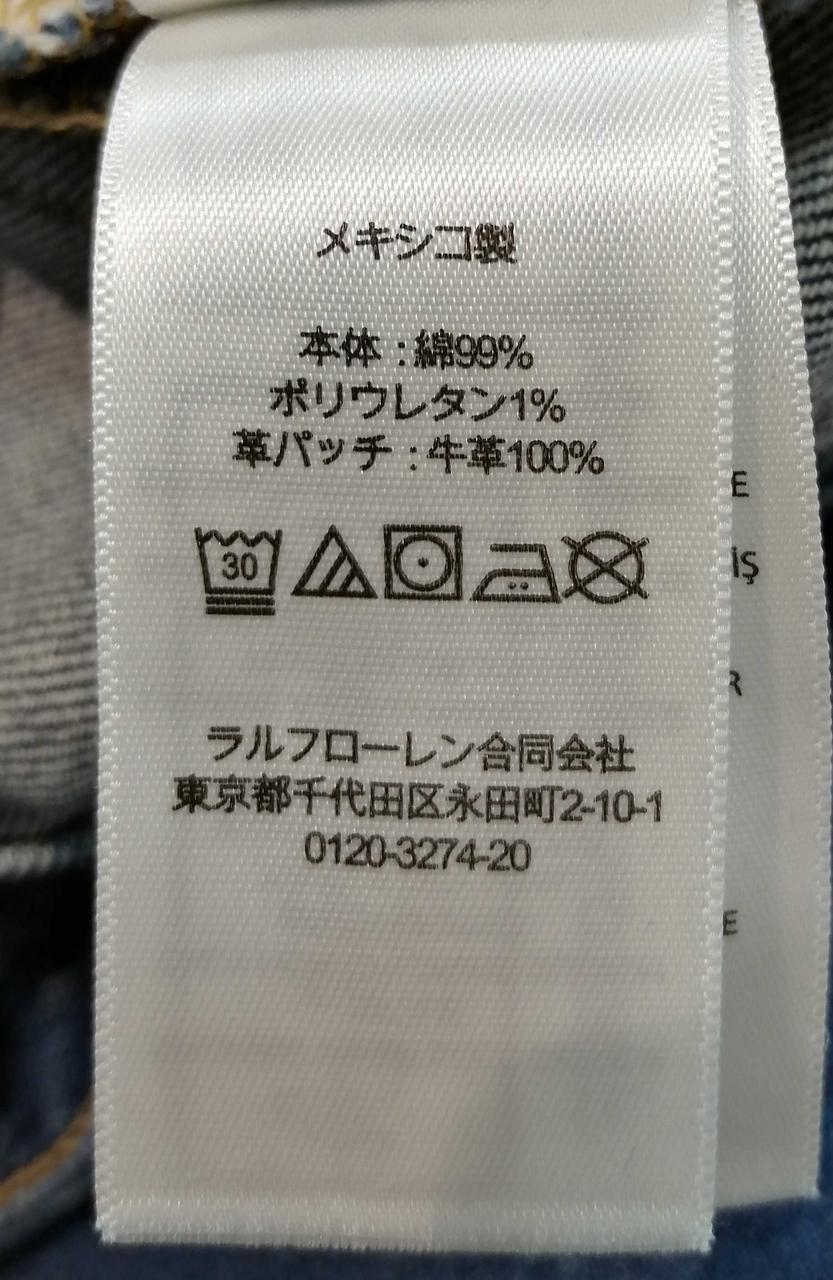 メキシコ製
本体 : 綿99%
ポリウレタン1%
革パッチ : 牛革100%
30
ラルフローレン合同会社
東京都千代田区永田町2-10-1
0120-3274-20
E
İŞ
R
E